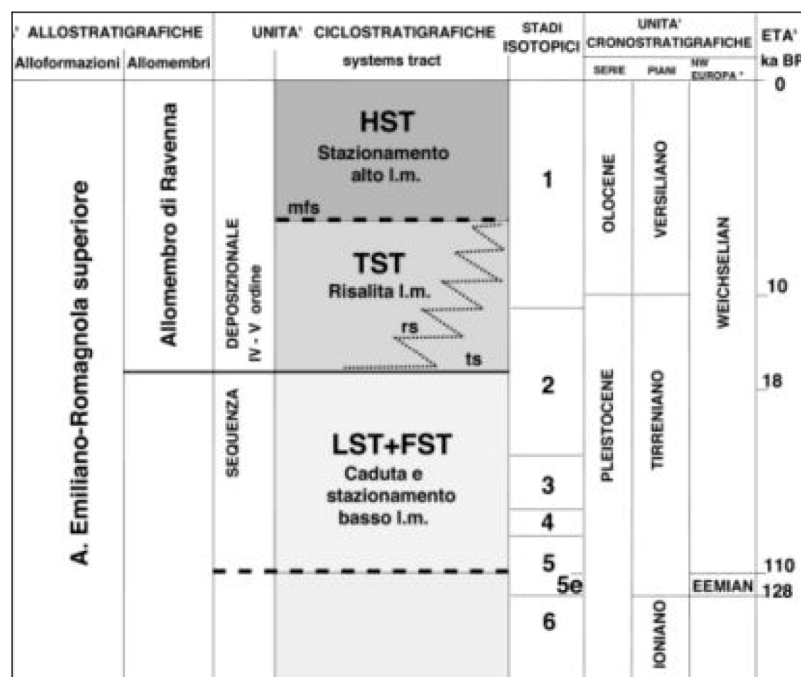 ' ALLOSTRATIGRAFICHE
UNITA' CICLOSTRATIGRAFICHE
STADI
ISOTOPICI
UNITA'
CRONOSTRATIGRAFICHE
ETA'
ka BP
Alloformazioni
Allomembri
systems tract
SERIE
PIANI
NW
EUROPA *
0
HST
Stazionamento
alto l.m.
mfs
TST
Risalita l.m.
rs
ts
LST+FST
Caduta e
stazionamento
basso l.m.
A. Emiliano-Romagnola superiore
Allomembro di Ravenna
SEQUENZA
DEPOSIZIONALE
IV - V ordine
1
2
3
4
5
5e
6
OLOCENE
PLEISTOCENE
VERSILIANO
TIRRENIANO
IONIANO
WEICHSELIAN
EEMIAN
10
18
110
128